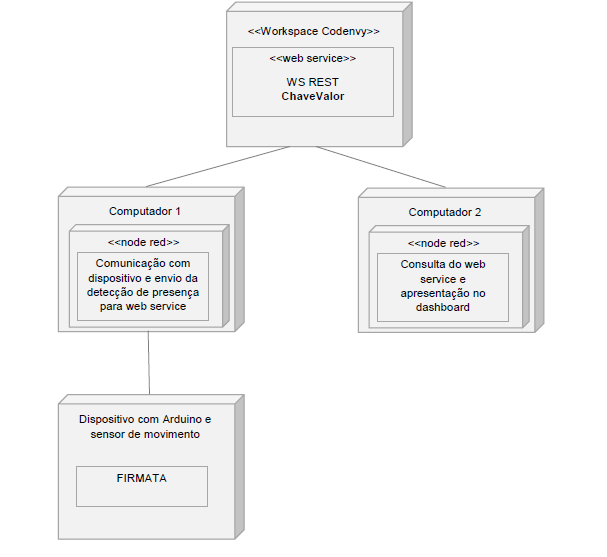 <<Workspace Codenvy>>
<<web service>>
WS REST
ChaveValor
Computador 1
<<node red>>
Comunicação com
dispositivo e envio da
detecção de presença
para web service
Computador 2
<<node red>>
Consulta do web
service e
apresentação no
dashboard
Dispositivo com Arduino e
sensor de movimento
FIRMATA